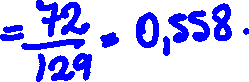 = 72/129 = 0,558.